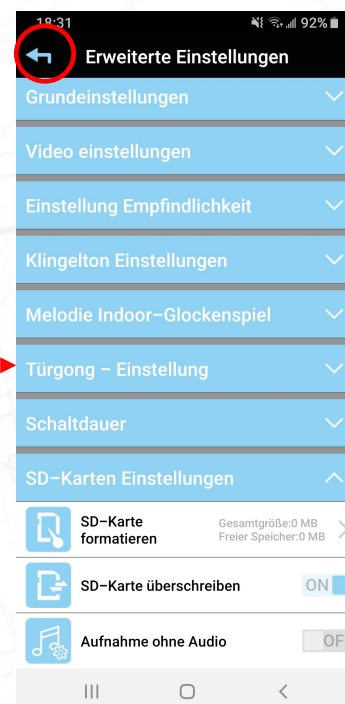 18:31 92%
Erweiterte Einstellungen
Grundeinstellungen
Video einstellungen
Einstellung Empfindlichkeit
Klingelton Einstellungen
Melodie Indoor-Glockenspiel
Türgong – Einstellung
Schaltdauer
SD-Karten Einstellungen
SD-Karte
formatieren
Gesamtgröße:0 MB
Freier Speicher:0 MB
SD-Karte überschreiben ON
Aufnahme ohne Audio OF